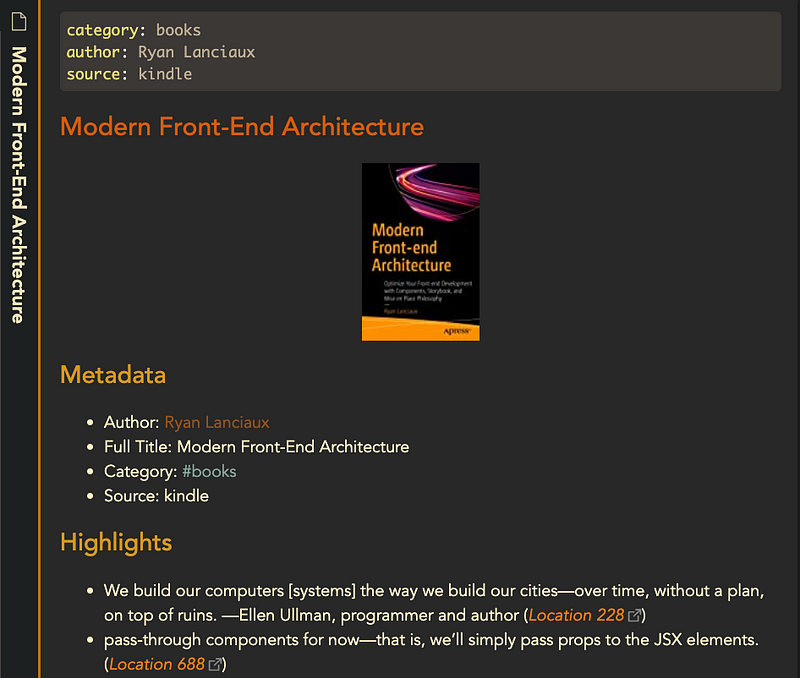 Modern Front-End Architecture
category: books
author: Ryan Lanciaux
source: kindle
Modern Front-End Architecture
Modern
Front-end
Architecture
Optimize Your Front-end Development
with Components, Storybook, and
Mise en Place Philosophy
Ryan Lanciaux
Apress
Metadata
Author: Ryan Lanciaux
Full Title: Modern Front-End Architecture
Category: #books
Source: kindle
Highlights
We build our computers [systems] the way we build our cities—over time, without a plan,
on top of ruins. —Ellen Ullman, programmer and author (Location 228)
pass-through components for now—that is, we’ll simply pass props to the JSX elements.
(Location 688)